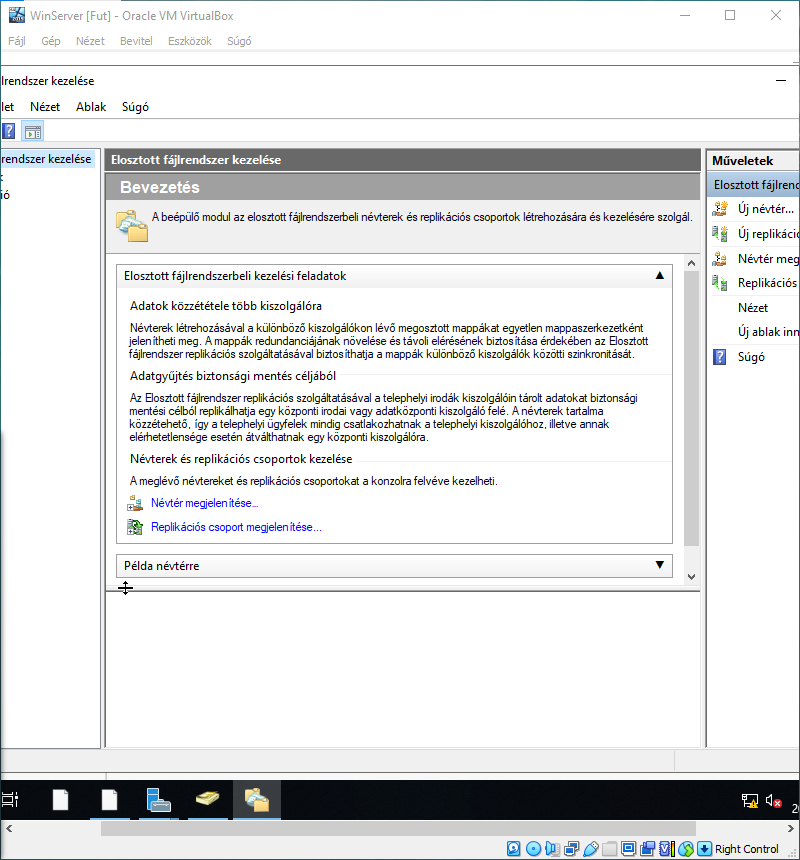 WinServer [Fut] - Oracle VM VirtualBox
Fájl Gép Nézet Bevitel Eszközök Súgó
lrendszer kezelése
let Nézet Ablak Súgó
rendszer kezelése
ió
Elosztott fájlrendszer kezelése
Bevezetés
A beépülő modul az elosztott fájlrendszerbeli névterek és replikációs csoportok létrehozására és kezelésére szolgál.
Elosztott fájlrendszerbeli kezelési feladatok
Adatok közzététele több kiszolgálóra
Névterek létrehozásával a különböző kiszolgálókon lévő megosztott mappákat egyetlen mappaszerkezetként
jelenítheti meg. A mappák redundanciájának növelése és távoli elérésének biztosítása érdekében az Elosztott
fájlrendszer replikációs szolgáltatásával biztosíthatja a mappák különböző kiszolgálók közötti szinkronitását.
Adatgyűjtés biztonsági mentés céljából
Az Elosztott fájlrendszer replikációs szolgáltatásával a telephelyi irodák kiszolgálóin tárolt adatokat biztonsági
mentési célból replikálhatja egy központi irodai vagy adatközponti kiszolgáló felé. A névterek tartalma
közzétehető, így a telephelyi ügyfelek mindig csatlakozhatnak a telephelyi kiszolgálóhoz, illetve annak
elérhetetlensége esetén átválthatnak egy központi kiszolgálóra.
Névterek és replikációs csoportok kezelése
A meglévő névtereket és replikációs csoportokat a konzolra felvéve kezelheti.
Névtér megjelenítése...
Replikációs csoport megjelenítése...
Példa névtérre
Műveletek
Elosztott fájlrend
Új névtér...
Új replikáció
Névtér meg
Replikációs
Nézet
Új ablak inn
Súgó
2
Right Control